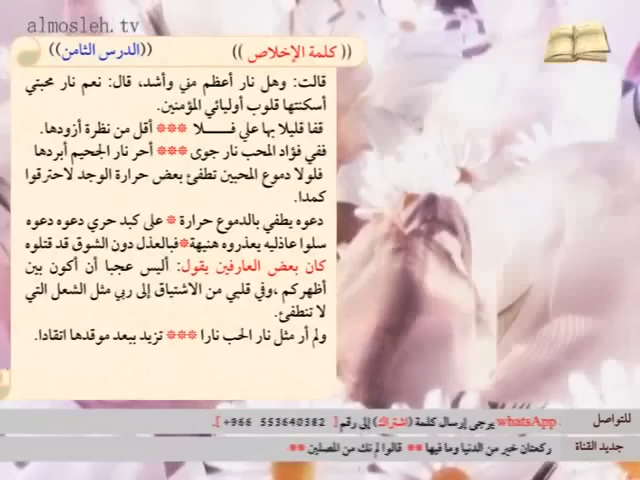 almosleh.tv
((كلمة الإخلاص)) ((الدرس الثامن))
قالت: وهل نار أعظم مني وأشد، قال: نعم نار محبتي
أسكنتها قلوب أوليائي المؤمنين.
قفا قليلا بها علي فـــــلا *** أقل من نظرة أزودها.
ففي فؤاد المحب نار جوى *** أحر نار الجحيم أبردها
فلولا دموع المحبين تطفئ بعض حرارة الوجد لاحترقوا
كمدا.
دعوه يطفي بالدموع حرارة * على كبد حري دعوه دعوه
سلوا عاذليه يعذروه هنيهة*فبالعذل دون الشوق قد قتلوه
كان بعض العارفين يقول: أليس عجبا أن أكون بين
أظهركم ،وفي قلبي من الاشتياق إلى ربي مثل الشعل التي
لا تنطفئ.
ولم أر مثل نار الحب نارا *** تزيد ببعد موقدها اتقادا.
للتواصل whatsApp يرجى إرسال كلمة (اشتراك) إلى رقم [ 553640382 966+ ].
جديد القناة ركعتان خير من الدنيا وما فيها ** قالوا لم نك من المصلين **